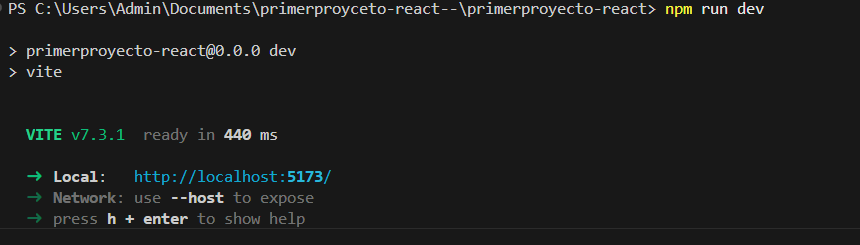 PS C:\Users\Admin\Documents\primerproyceto-react--\primerproyecto-react> npm run dev
> primerproyecto-react@0.0.0 dev
> vite
VITE v7.3.1 ready in 440 ms
➜ Local: http://localhost:5173/
➜ Network: use --host to expose
➜ press h + enter to show help